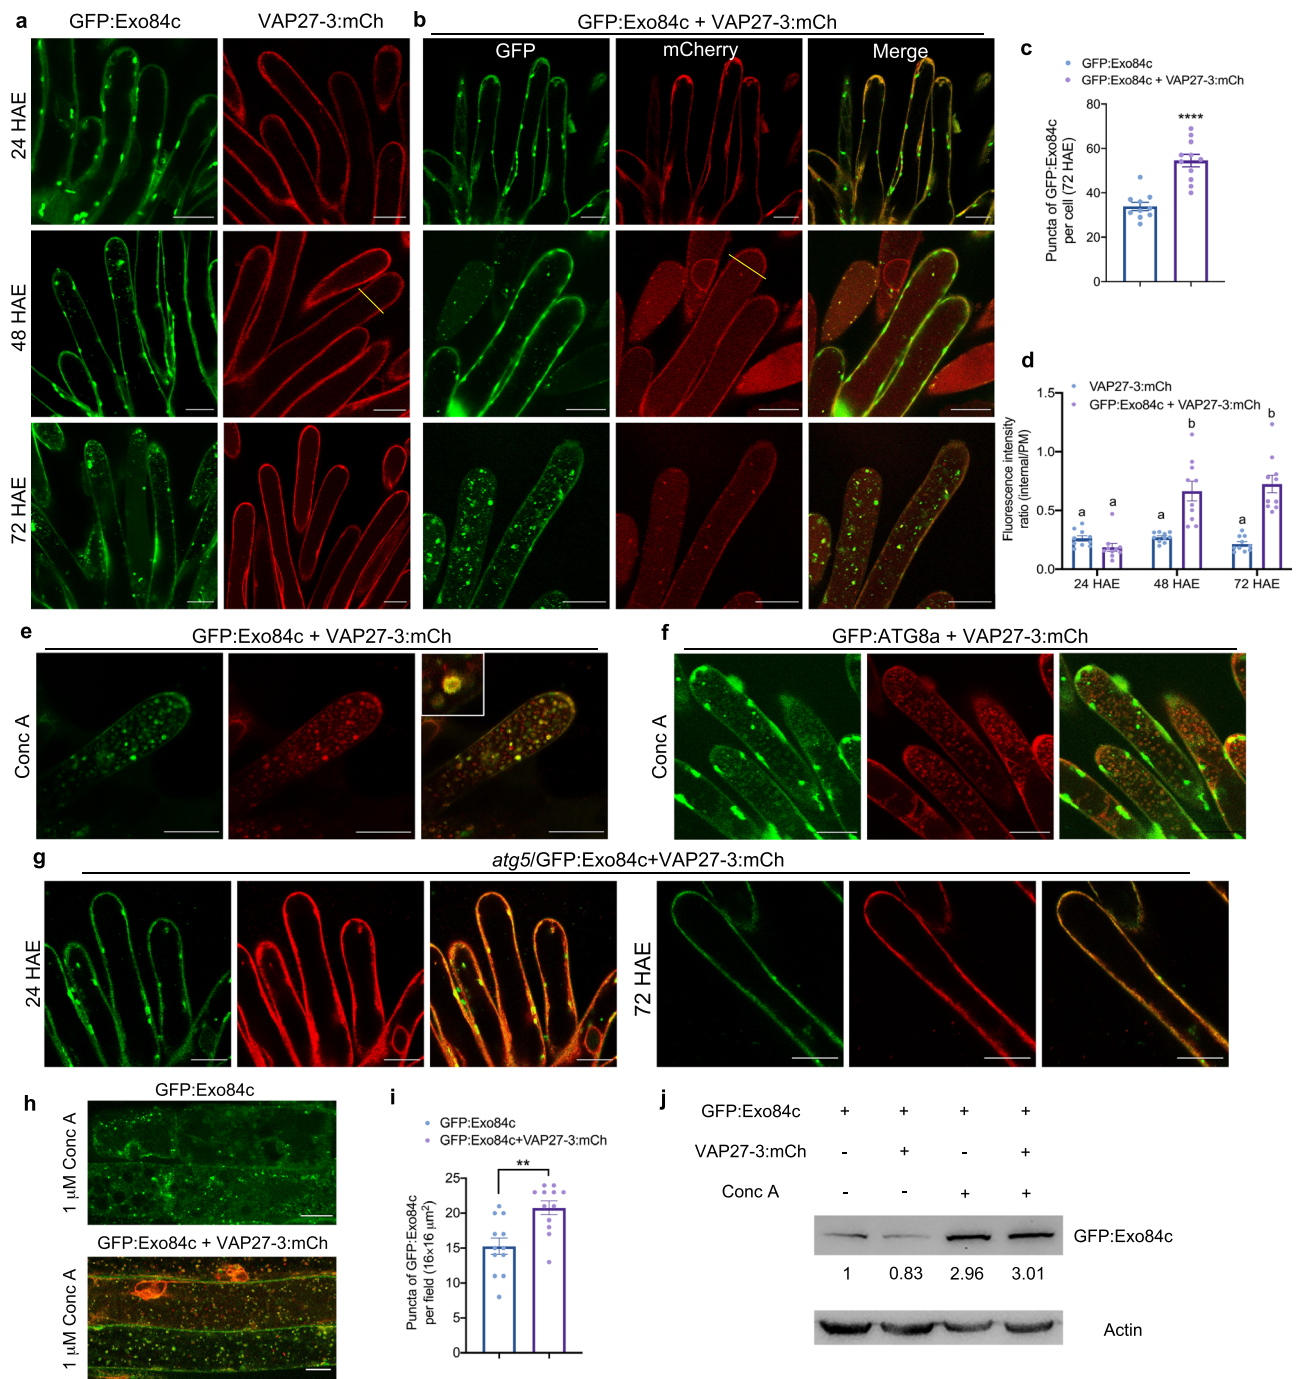 a
GFP:Exo84c
VAP27-3:mCh
24 HAE
48 HAE
72 HAE
b
GFP:Exo84c + VAP27-3:mCh
GFP
mCherry
Merge
c
GFP:Exo84c
GFP:Exo84c + VAP27-3:mCh
Puncta of GFP:Exo84c
per cell (72 HAE)
80
60
40
20
0
****
d
VAP27-3:mCh
GFP:Exo84c + VAP27-3:mCh
Fluorescence intensity
ratio (internal/PM)
1.5
1.0
0.5
0.0
a
a
a
b
a
b
24 HAE
48 HAE
72 HAE
e
GFP:Exo84c + VAP27-3:mCh
Conc A
f
GFP:ATG8a + VAP27-3:mCh
Conc A
g
atg5/GFP:Exo84c+VAP27-3:mCh
24 HAE
72 HAE
h
GFP:Exo84c
1 μM Conc A
GFP:Exo84c + VAP27-3:mCh
1 μM Conc A
i
GFP:Exo84c
GFP:Exo84c+VAP27-3:mCh
Puncta of GFP:Exo84c
per field (16×16 μm²)
25
20
15
10
5
0
**
j
GFP:Exo84c + + + +
VAP27-3:mCh - + - +
Conc A - - + +
GFP:Exo84c
1 0.83 2.96 3.01
Actin